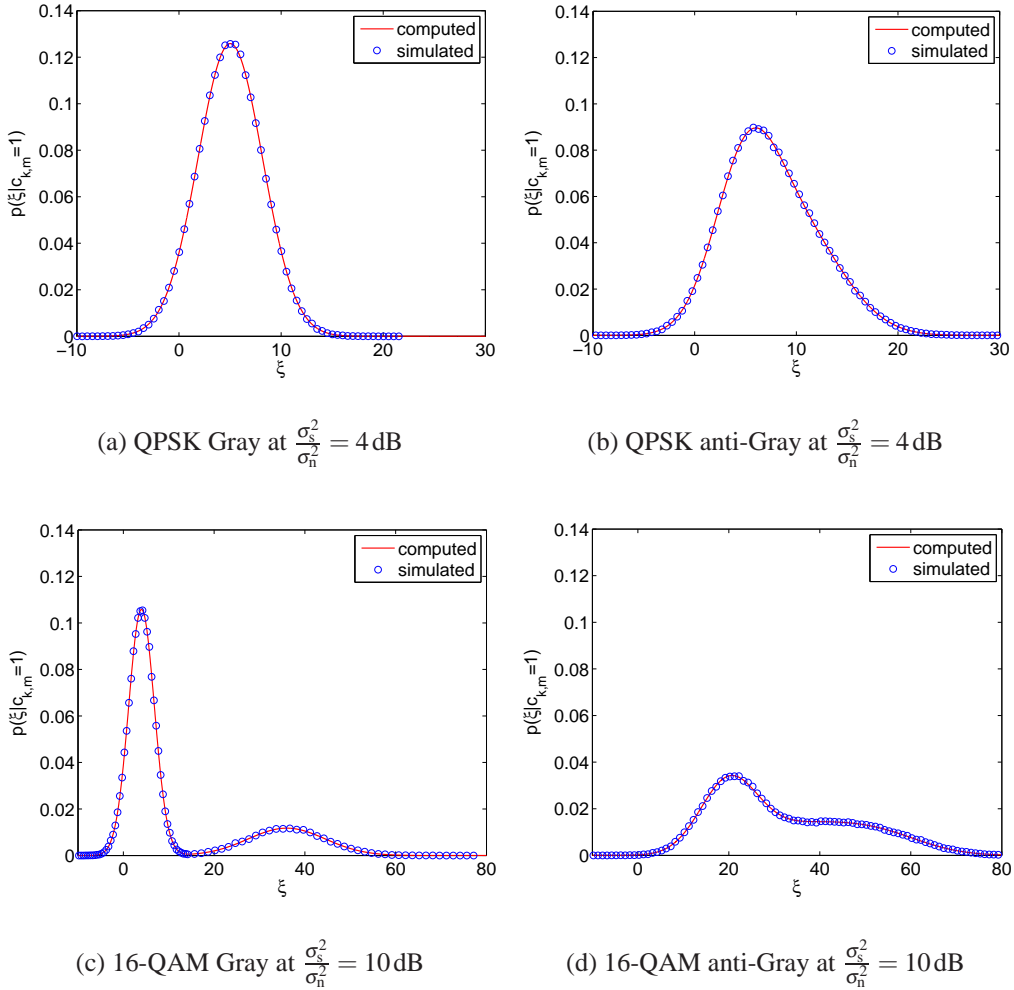 0.14
0.12
0.1
0.08
0.06
0.04
0.02
0
−10
0
10
20
30
ξ
p(ξ|c_{k,m}=1)
computed
simulated
(a) QPSK Gray at σ_s^2/σ_n^2 = 4 dB
0.14
0.12
0.1
0.08
0.06
0.04
0.02
0
−10
0
10
20
30
ξ
p(ξ|c_{k,m}=1)
computed
simulated
(b) QPSK anti-Gray at σ_s^2/σ_n^2 = 4 dB
0.14
0.12
0.1
0.08
0.06
0.04
0.02
0
0
20
40
60
80
ξ
p(ξ|c_{k,m}=1)
computed
simulated
(c) 16-QAM Gray at σ_s^2/σ_n^2 = 10 dB
0.14
0.12
0.1
0.08
0.06
0.04
0.02
0
0
20
40
60
80
ξ
p(ξ|c_{k,m}=1)
computed
simulated
(d) 16-QAM anti-Gray at σ_s^2/σ_n^2 = 10 dB